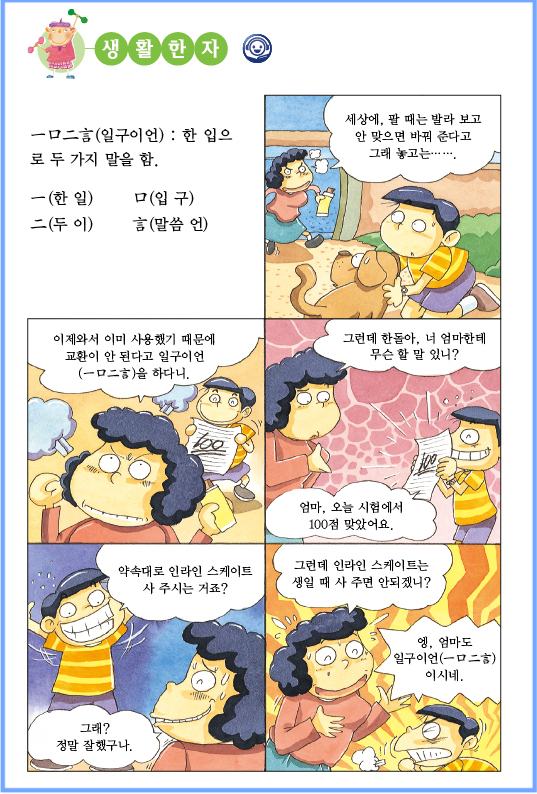 생활한자
一口二言(일구이언) : 한 입으
로 두 가지 말을 함.
一(한 일) 口(입 구)
二(두 이) 言(말씀 언)
세상에, 팔 때는 발라 보고
안 맞으면 바꿔 준다고
그래 놓고는…….
이제와서 이미 사용했기 때문에
교환이 안 된다고 일구이언
(一口二言)을 하다니.
100
그런데 한돌아, 너 엄마한테
무슨 할 말 있니?
100
엄마, 오늘 시험에서
100점 맞았어요.
약속대로 인라인 스케이트
사 주시는 거죠?
그래?
정말 잘했구나.
그런데 인라인 스케이트는
생일 때 사 주면 안되겠니?
엥, 엄마도
일구이언(一口二言)
이시네.